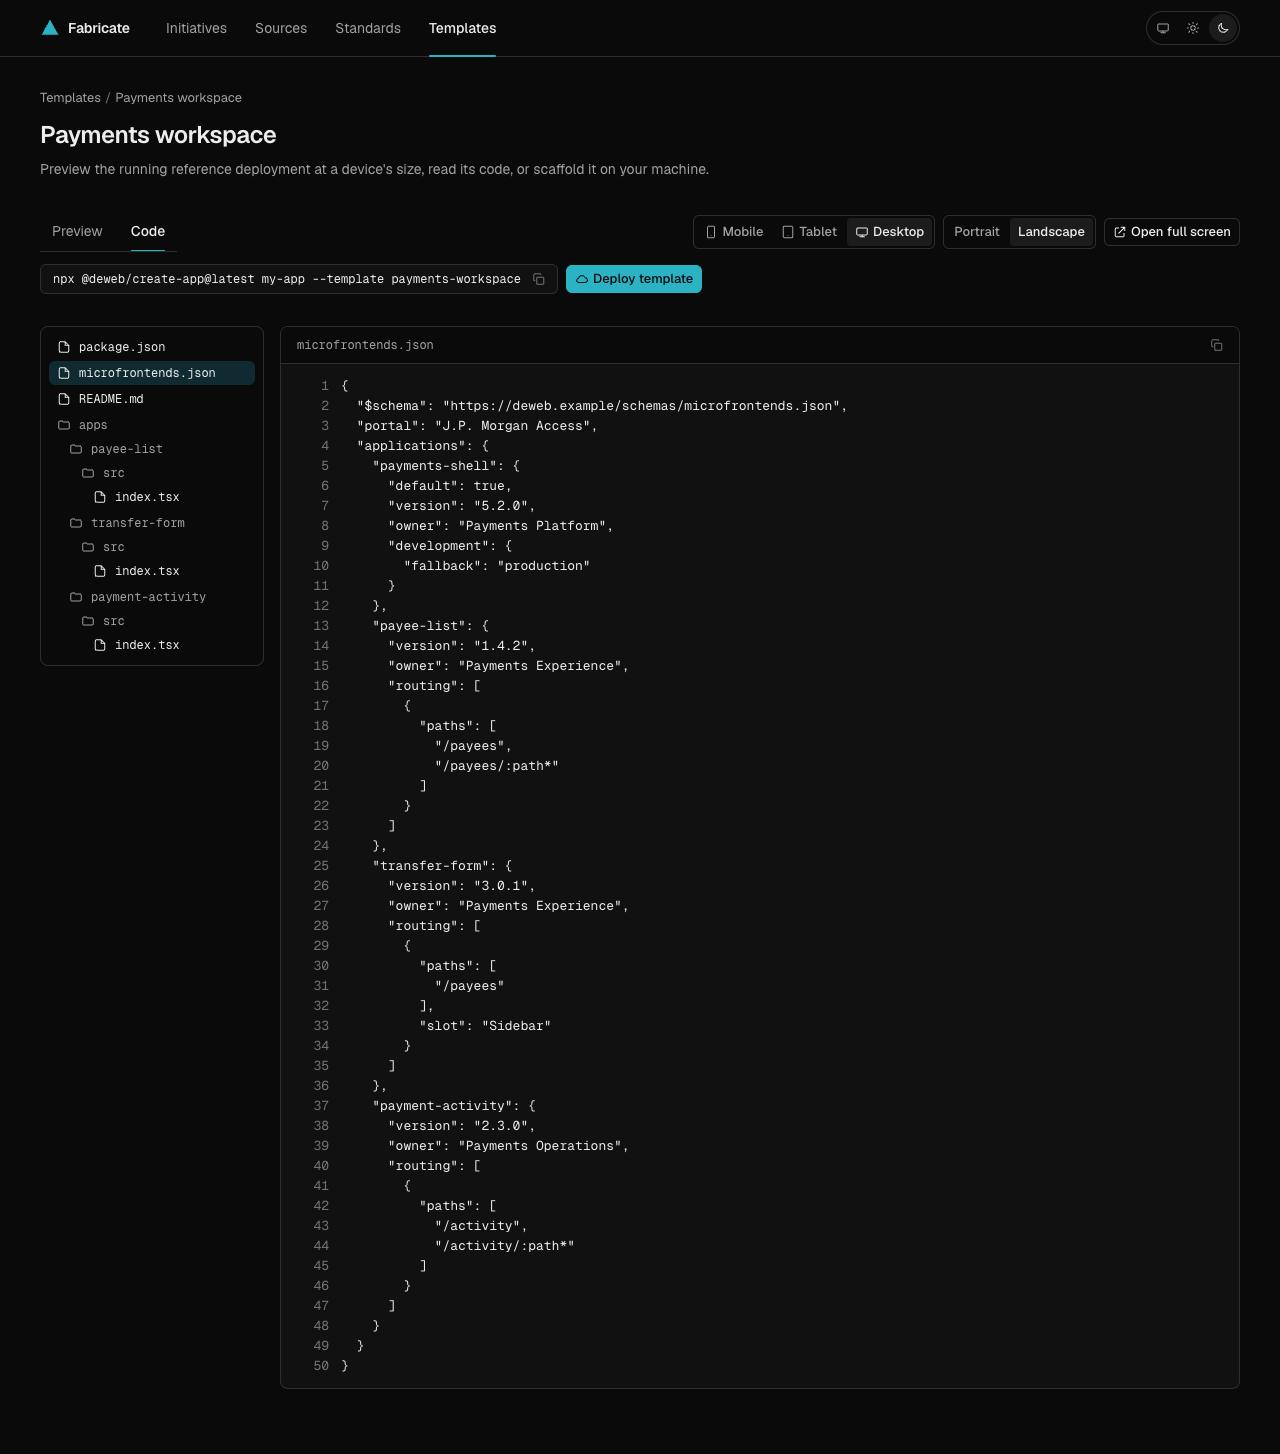 Fabricate Initiatives Sources Standards Templates
Templates / Payments workspace
Payments workspace
Preview the running reference deployment at a device's size, read its code, or scaffold it on your machine.
Preview Code Mobile Tablet Desktop Portrait Landscape Open full screen
npx @deweb/create-app@latest my-app --template payments-workspace Deploy template
package.json
microfrontends.json
README.md
apps
payee-list
src
index.tsx
transfer-form
src
index.tsx
payment-activity
src
index.tsx
microfrontends.json
1 {
2   "$schema": "https://deweb.example/schemas/microfrontends.json",
3   "portal": "J.P. Morgan Access",
4   "applications": {
5     "payments-shell": {
6       "default": true,
7       "version": "5.2.0",
8       "owner": "Payments Platform",
9       "development": {
10         "fallback": "production"
11       }
12     },
13     "payee-list": {
14       "version": "1.4.2",
15       "owner": "Payments Experience",
16       "routing": [
17         {
18           "paths": [
19             "/payees",
20             "/payees/:path*"
21           ]
22         }
23       ]
24     },
25     "transfer-form": {
26       "version": "3.0.1",
27       "owner": "Payments Experience",
28       "routing": [
29         {
30           "paths": [
31             "/payees"
32           ],
33           "slot": "Sidebar"
34         }
35       ]
36     },
37     "payment-activity": {
38       "version": "2.3.0",
39       "owner": "Payments Operations",
40       "routing": [
41         {
42           "paths": [
43             "/activity",
44             "/activity/:path*"
45           ]
46         }
47       ]
48     }
49   }
50 }